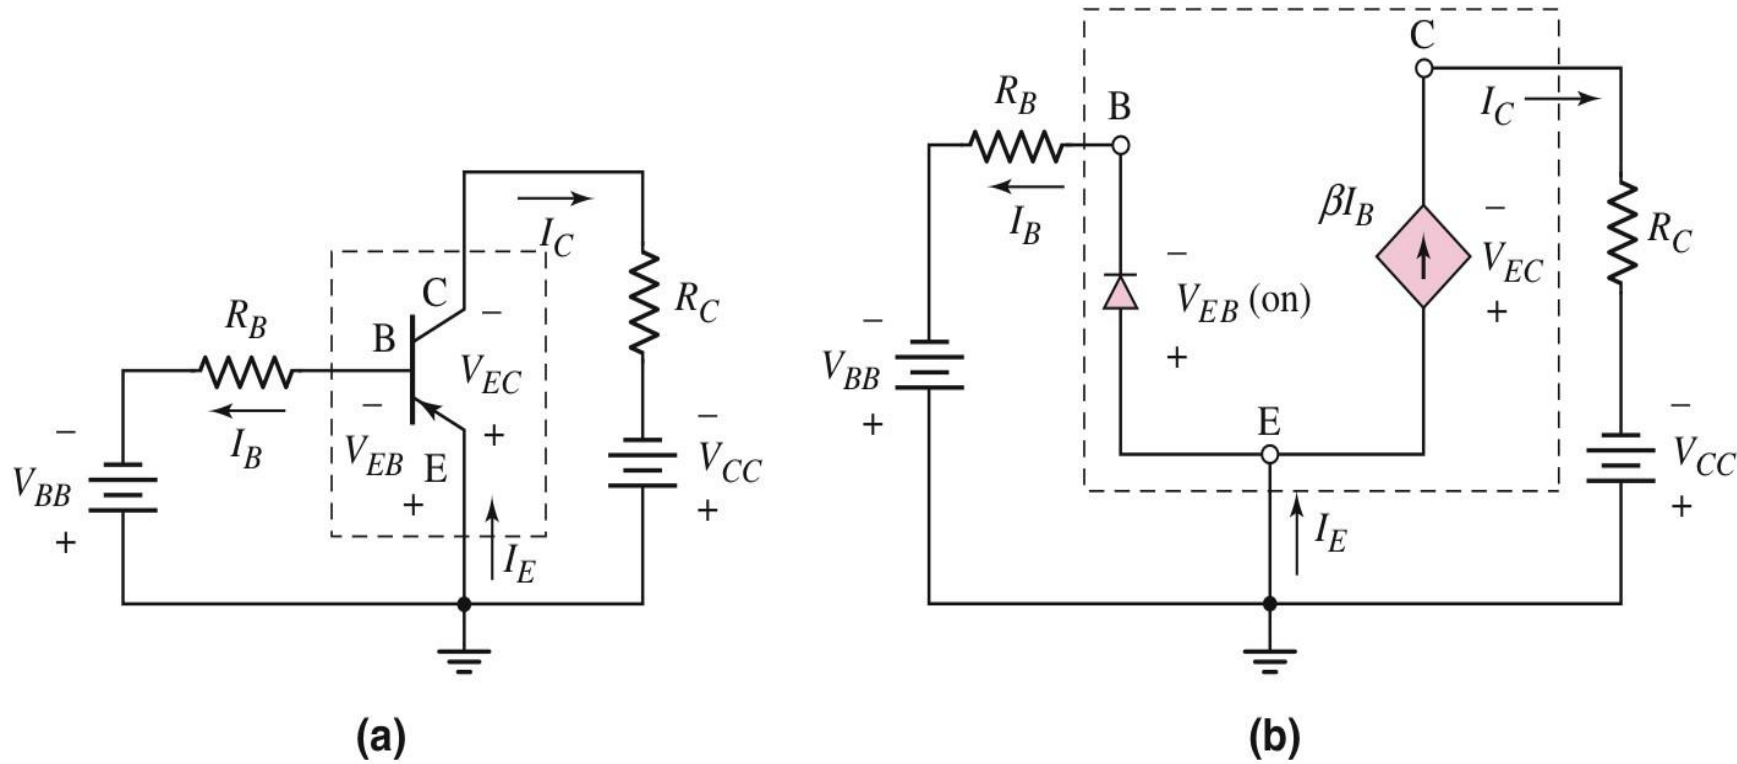 C
I_C
R_C
C
−
R_B
B
V_EC
−
I_B
V_EB
E
+
+
−
V_BB
+
−
V_CC
+
I_E
(a)
C
I_C
R_B
B
I_B
βI_B
−
V_EC
+
R_C
−
V_EB (on)
+
−
V_BB
+
E
−
V_CC
+
I_E
(b)